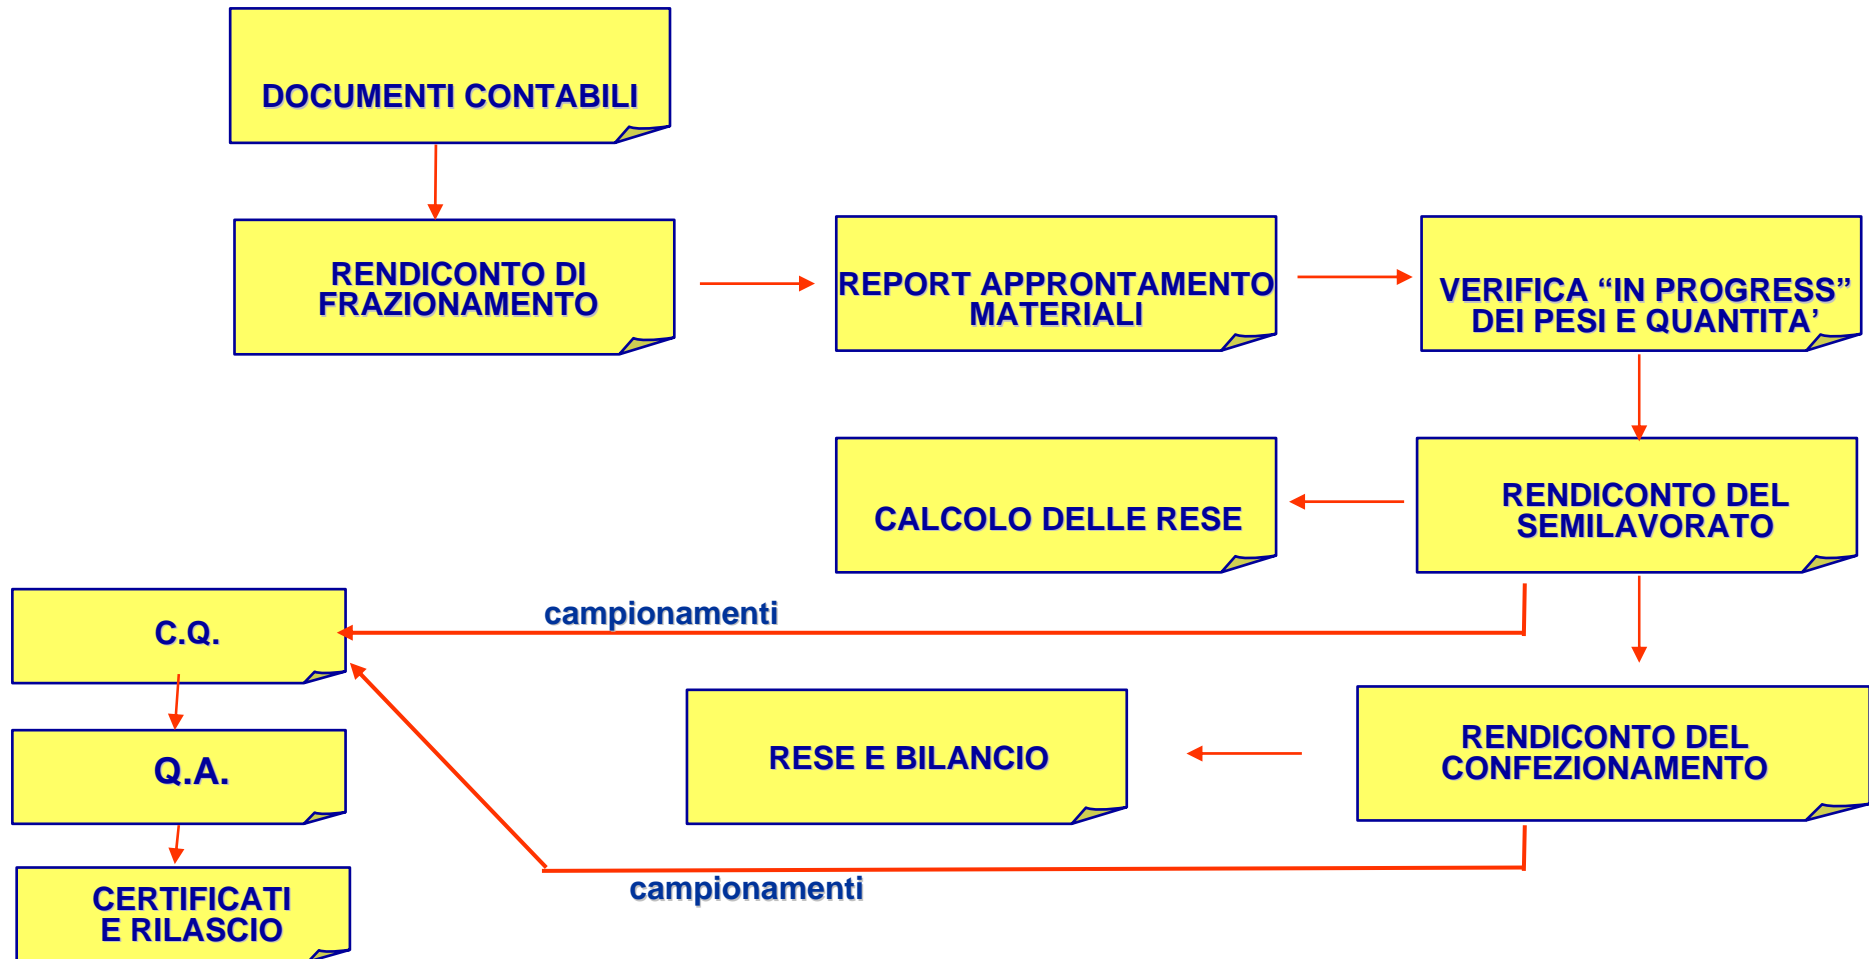 DOCUMENTI CONTABILI
RENDICONTO DI
FRAZIONAMENTO
REPORT APPRONTAMENTO
MATERIALI
VERIFICA “IN PROGRESS”
DEI PESI E QUANTITA’
CALCOLO DELLE RESE
RENDICONTO DEL
SEMILAVORATO
campionamenti
C.Q.
RESE E BILANCIO
RENDICONTO DEL
CONFEZIONAMENTO
Q.A.
campionamenti
CERTIFICATI
E RILASCIO